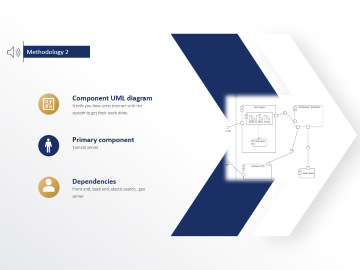 Methodology 2
Component UML diagram
It tells you how users interact with the
system to get their work done
Primary component
Tomcat server
Dependencies
Front end, back end, elastic search, gps
server